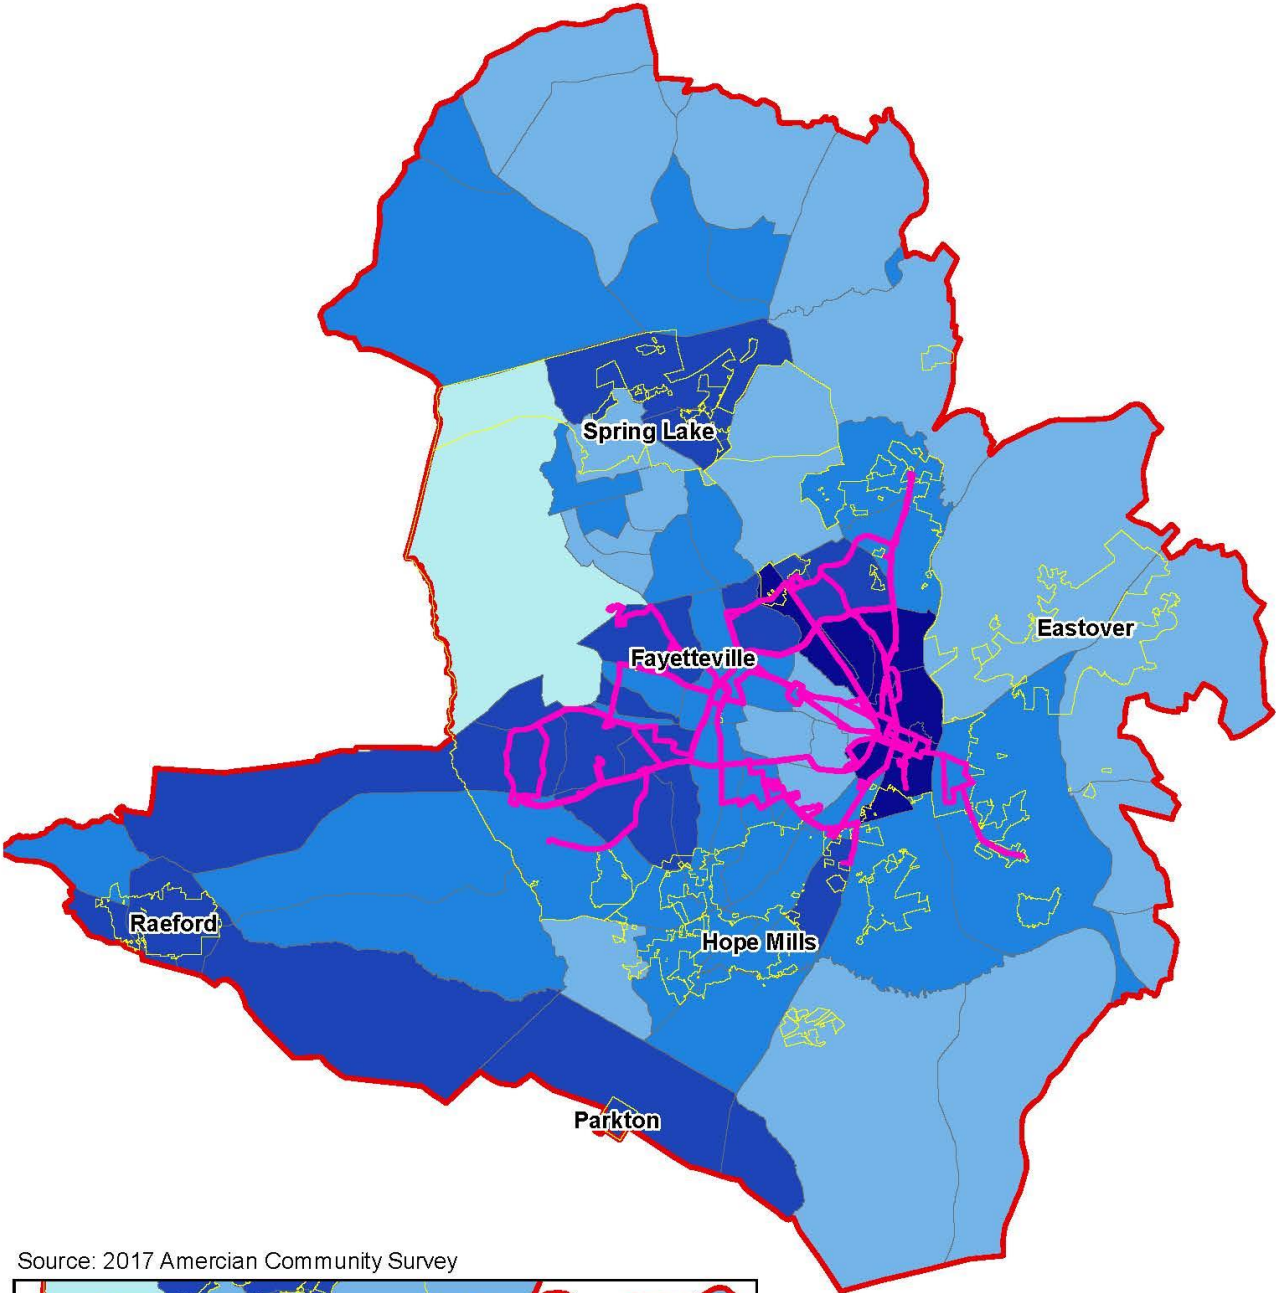 Spring Lake
Eastover
Fayetteville
Raeford
Hope Mills
Parkton
Source: 2017 Amercian Community Survey